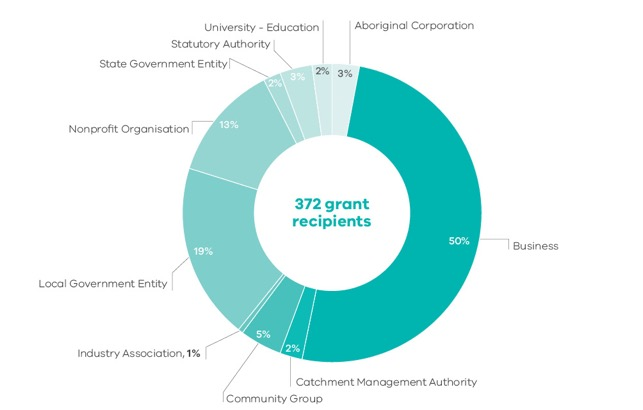 University - Education
Aboriginal Corporation
Statutory Authority
State Government Entity
2%
3%
3%
2%
Nonprofit Organisation
13%
372 grant
recipients
50%
Business
19%
Local Government Entity
Industry Association, 1%
5%
2%
Catchment Management Authority
Community Group